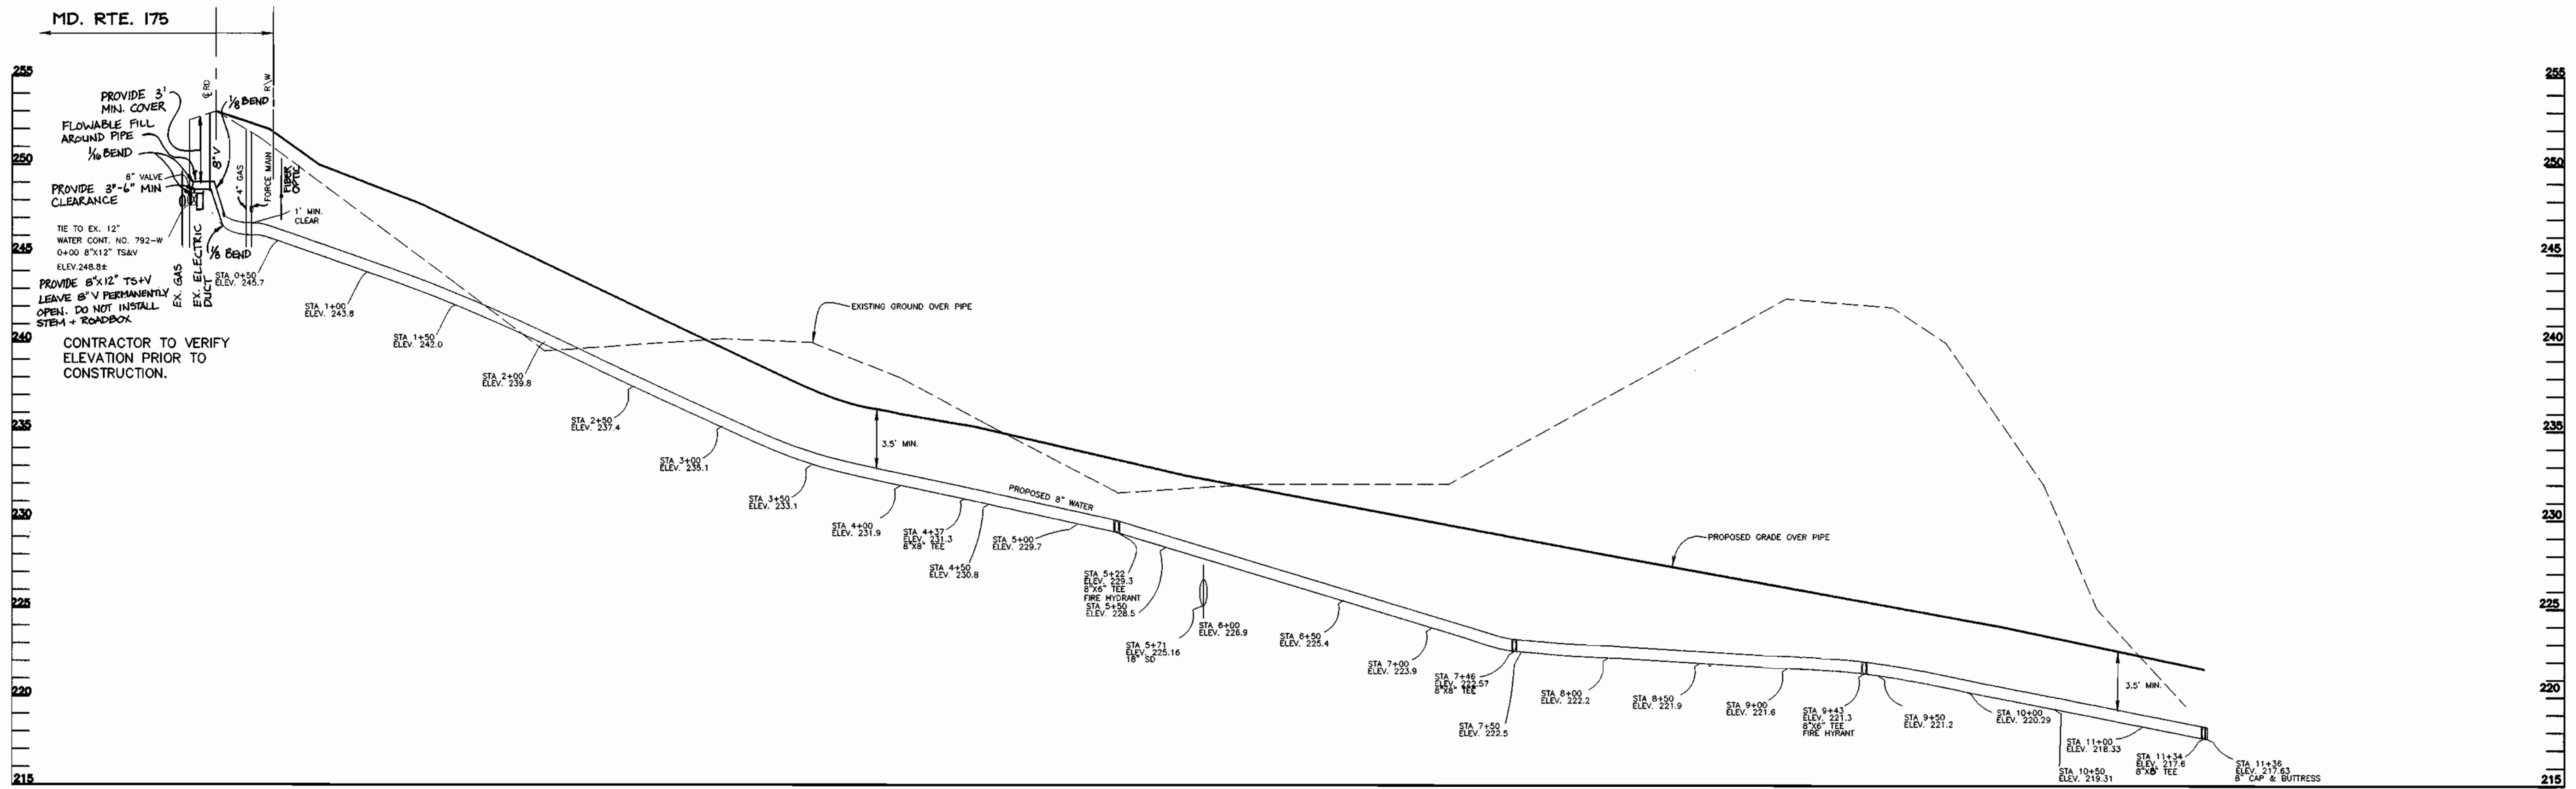 MD. RTE. 175
255
250
245
240
235
230
225
220
215
255
250
245
240
235
230
225
220
215
℄ RD
R/W
PROVIDE 3'
MIN. COVER
FLOWABLE FILL
AROUND PIPE
1/16 BEND
8" VALVE
PROVIDE 3"-6" MIN
CLEARANCE
TIE TO EX. 12"
WATER CONT. NO. 792-W
0+00 8"X12" TS&V
ELEV.248.8±
PROVIDE 8"X12" TS+V
LEAVE 8" V PERMANENTLY
OPEN. DO NOT INSTALL
STEM + ROADBOX
CONTRACTOR TO VERIFY
ELEVATION PRIOR TO
CONSTRUCTION.
1/8 BEND
8"V
4" GAS
FORCE MAIN
FIBER
OPTIC
1' MIN.
CLEAR
1/8 BEND
EX. GAS
EX. ELECTRIC
DUCT
STA 0+50
ELEV. 245.7
STA 1+00
ELEV. 243.8
STA 1+50
ELEV. 242.0
STA 2+00
ELEV. 239.8
STA 2+50
ELEV. 237.4
STA 3+00
ELEV. 235.1
STA 3+50
ELEV. 233.1
STA 4+00
ELEV. 231.9
STA 4+37
ELEV. 231.3
8"X8" TEE
STA 4+50
ELEV. 230.8
STA 5+00
ELEV. 229.7
STA 5+22
ELEV. 229.3
8"X6" TEE
FIRE HYDRANT
STA 5+50
ELEV. 228.5
STA 5+71
ELEV. 225.16
18" SD
STA 6+00
ELEV. 226.9
STA 6+50
ELEV. 225.4
STA 7+00
ELEV. 223.9
STA 7+46
ELEV. 222.57
8"X8" TEE
STA 7+50
ELEV. 222.5
STA 8+00
ELEV. 222.2
STA 8+50
ELEV. 221.9
STA 9+00
ELEV. 221.6
STA 9+43
ELEV. 221.3
8"X6" TEE
FIRE HYRANT
STA 9+50
ELEV. 221.2
STA 10+00
ELEV. 220.29
STA 10+50
ELEV. 219.31
STA 11+00
ELEV. 218.33
STA 11+34
ELEV. 217.6
8"X8" TEE
STA 11+36
ELEV. 217.63
8" CAP & BUTTRESS
EXISTING GROUND OVER PIPE
3.5' MIN.
PROPOSED 8" WATER
PROPOSED GRADE OVER PIPE
3.5' MIN.